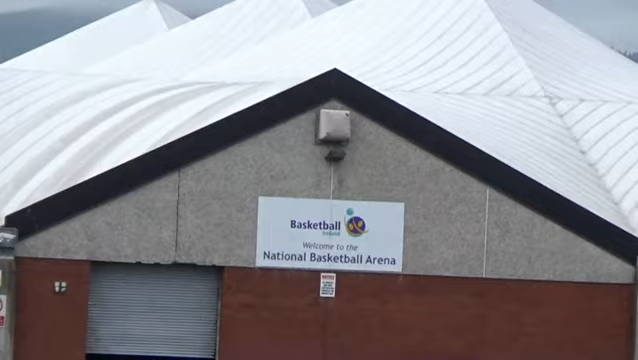 Basketball
Ireland
Welcome to the
National Basketball Arena